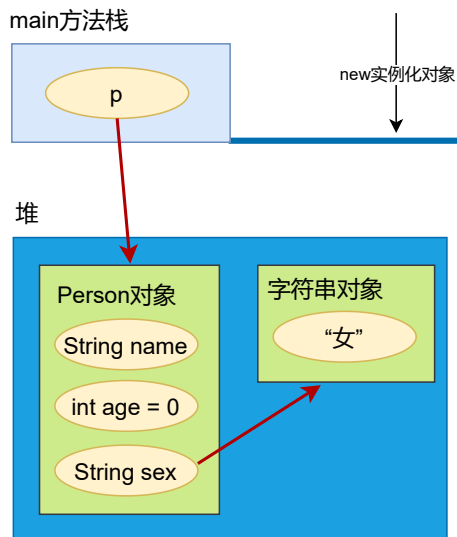 main方法栈
new实例化对象
p
堆
Person对象
String name
int age = 0
String sex
字符串对象
“女”